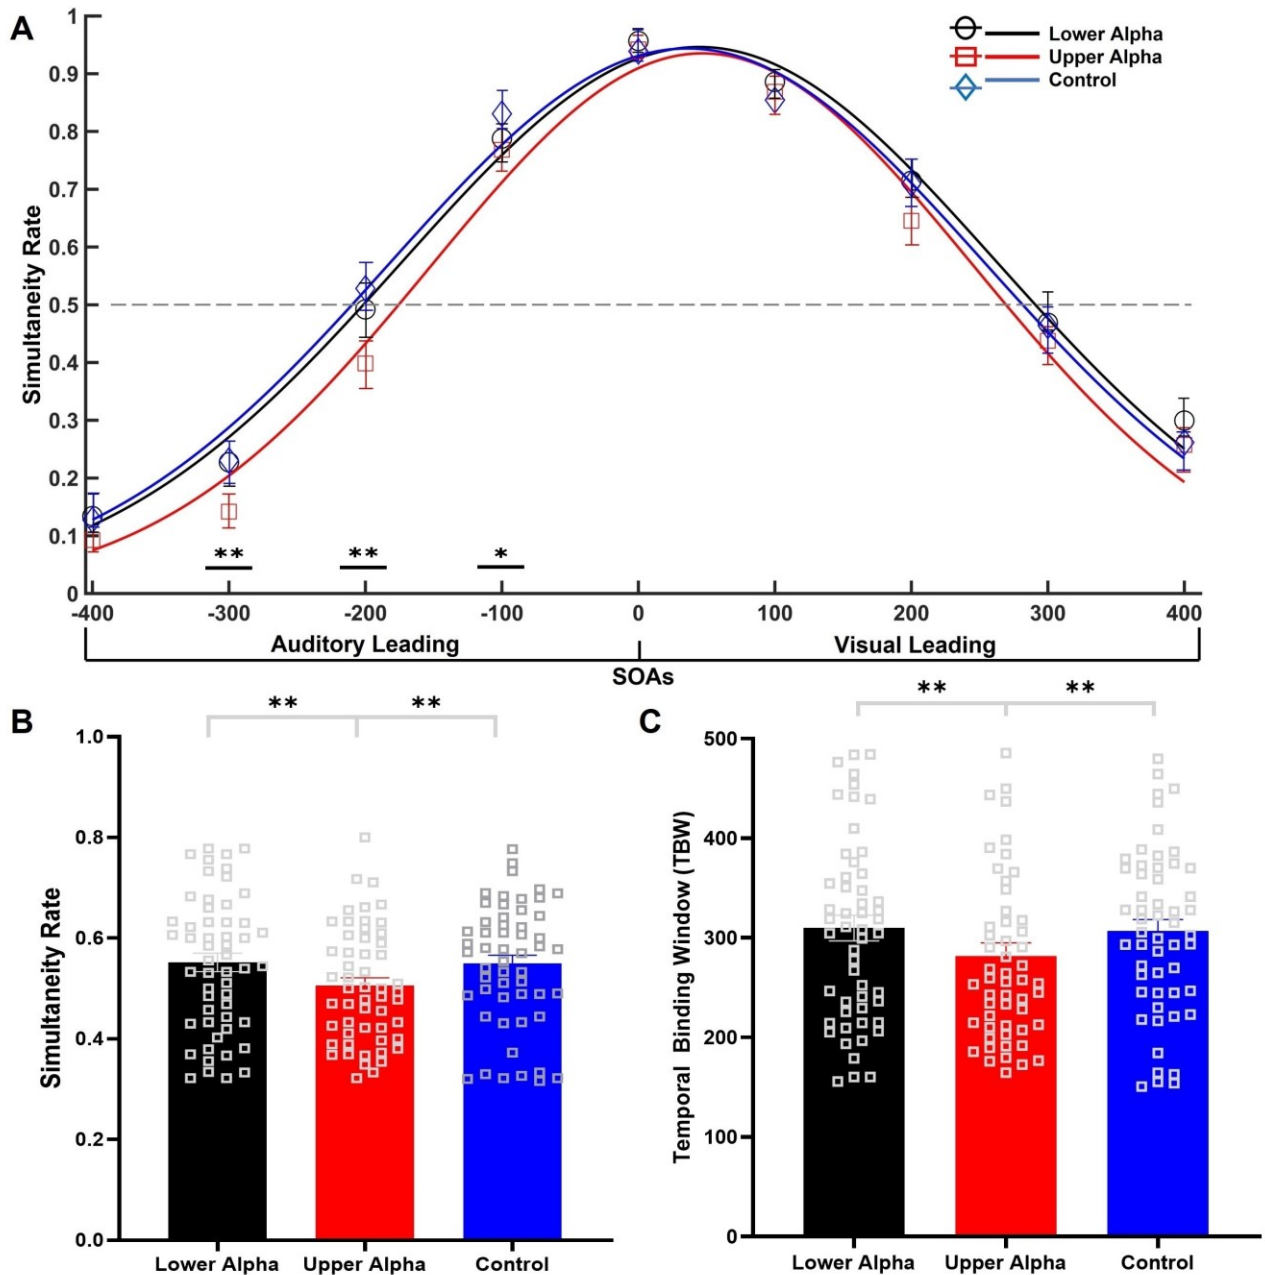 A
Simultaneity Rate
1
0.9
0.8
0.7
0.6
0.5
0.4
0.3
0.2
0.1
0
Lower Alpha
Upper Alpha
Control
** ** *
-400 -300 -200 -100 0 100 200 300 400
Auditory Leading Visual Leading
SOAs
B
** **
Simultaneity Rate
1.0
0.8
0.6
0.4
0.2
0.0
Lower Alpha Upper Alpha Control
C
** **
Temporal Binding Window (TBW)
500
400
300
200
100
0
Lower Alpha Upper Alpha Control